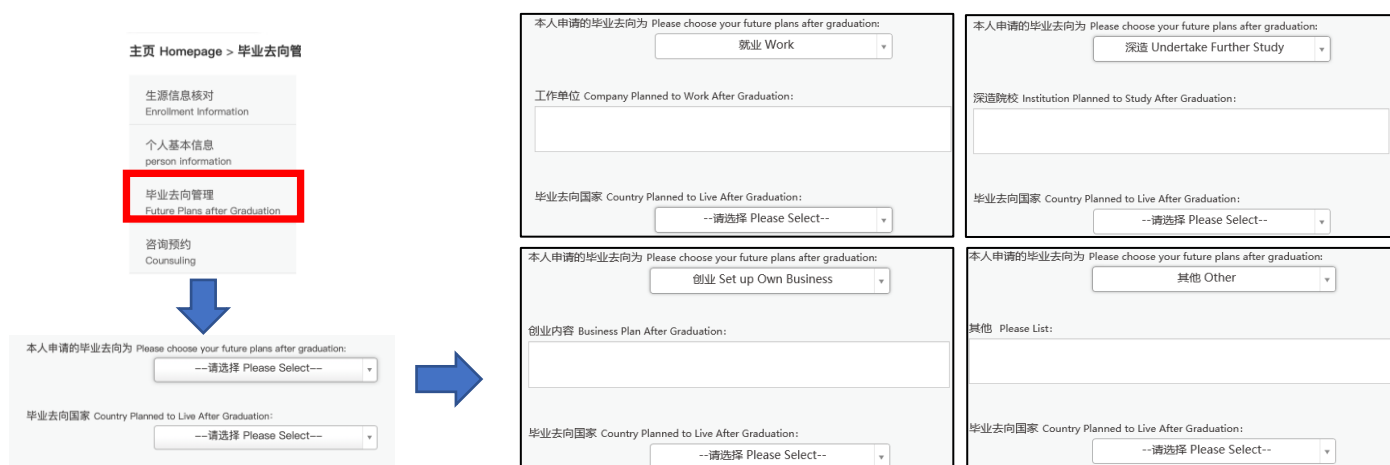 主页 Homepage > 毕业去向管
生源信息核对
Enrollment Information
个人基本信息
person information
毕业去向管理
Future Plans after Graduation
咨询预约
Counsuling
本人申请的毕业去向为 Please choose your future plans after graduation:
--请选择 Please Select--
毕业去向国家 Country Planned to Live After Graduation:
--请选择 Please Select--
本人申请的毕业去向为 Please choose your future plans after graduation:
就业 Work
工作单位 Company Planned to Work After Graduation:
毕业去向国家 Country Planned to Live After Graduation:
--请选择 Please Select--
本人申请的毕业去向为 Please choose your future plans after graduation:
深造 Undertake Further Study
深造院校 Institution Planned to Study After Graduation:
毕业去向国家 Country Planned to Live After Graduation:
--请选择 Please Select--
本人申请的毕业去向为 Please choose your future plans after graduation:
创业 Set up Own Business
创业内容 Business Plan After Graduation:
毕业去向国家 Country Planned to Live After Graduation:
--请选择 Please Select--
本人申请的毕业去向为 Please choose your future plans after graduation:
其他 Other
其他 Please List:
毕业去向国家 Country Planned to Live After Graduation:
--请选择 Please Select--